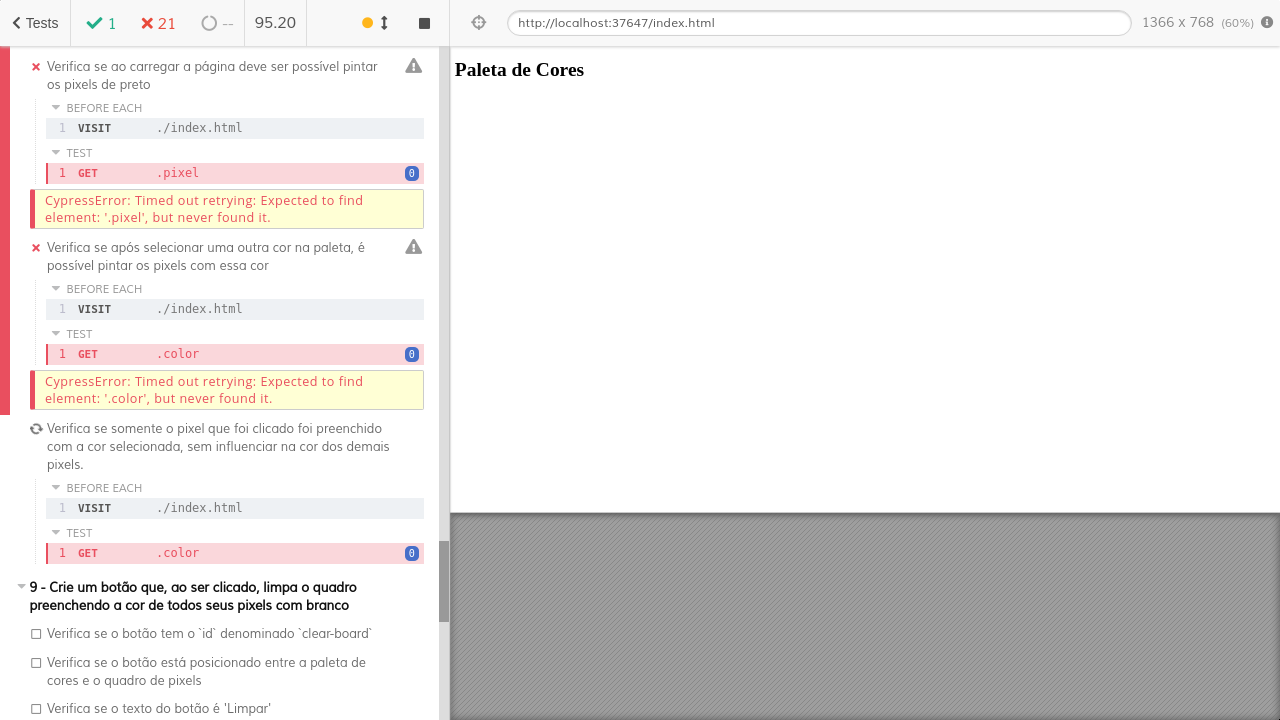 Tests 1 21 -- 95.20 http://localhost:37647/index.html 1366 x 768 (60%)
Verifica se ao carregar a página deve ser possível pintar
os pixels de preto
BEFORE EACH
1 VISIT ./index.html
TEST
1 GET .pixel 0
CypressError: Timed out retrying: Expected to find
element: '.pixel', but never found it.
Verifica se após selecionar uma outra cor na paleta, é
possível pintar os pixels com essa cor
BEFORE EACH
1 VISIT ./index.html
TEST
1 GET .color 0
CypressError: Timed out retrying: Expected to find
element: '.color', but never found it.
Verifica se somente o pixel que foi clicado foi preenchido
com a cor selecionada, sem influenciar na cor dos demais
pixels.
BEFORE EACH
1 VISIT ./index.html
TEST
1 GET .color 0
9 - Crie um botão que, ao ser clicado, limpa o quadro
preenchendo a cor de todos seus pixels com branco
Verifica se o botão tem o `id` denominado `clear-board`
Verifica se o botão está posicionado entre a paleta de
cores e o quadro de pixels
Verifica se o texto do botão é 'Limpar'
Paleta de Cores